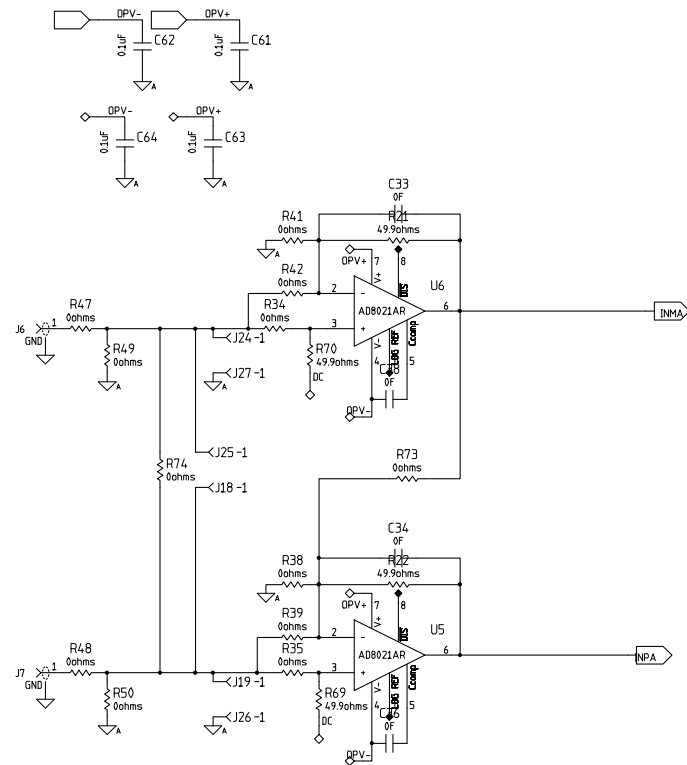 OPV-
OPV+
0.1uF
C62
0.1uF
C61
A
A
OPV-
OPV+
0.1uF
C64
0.1uF
C63
A
A
C33
0F
R41
0ohms
R21
49.9ohms
A
OPV+
7
8
R42
0ohms
V+
DIS
U6
2
R47
0ohms
R34
0ohms
AD8021AR
6
INMA
J6
1
GND
3
J24-1
R49
0ohms
R70
49.9ohms
V-
LOG REF
Ccomp
4
5
J27-1
A
A
DC
0F
OPV-
J25-1
R73
0ohms
R74
0ohms
J18-1
C34
0F
R38
0ohms
R22
49.9ohms
A
OPV+
7
8
R39
0ohms
V+
DIS
U5
2
R48
0ohms
R35
0ohms
AD8021AR
6
INPA
J7
1
GND
3
J19-1
R50
0ohms
R69
49.9ohms
V-
LOG REF
Ccomp
4
5
J26-1
A
A
DC
0F
OPV-